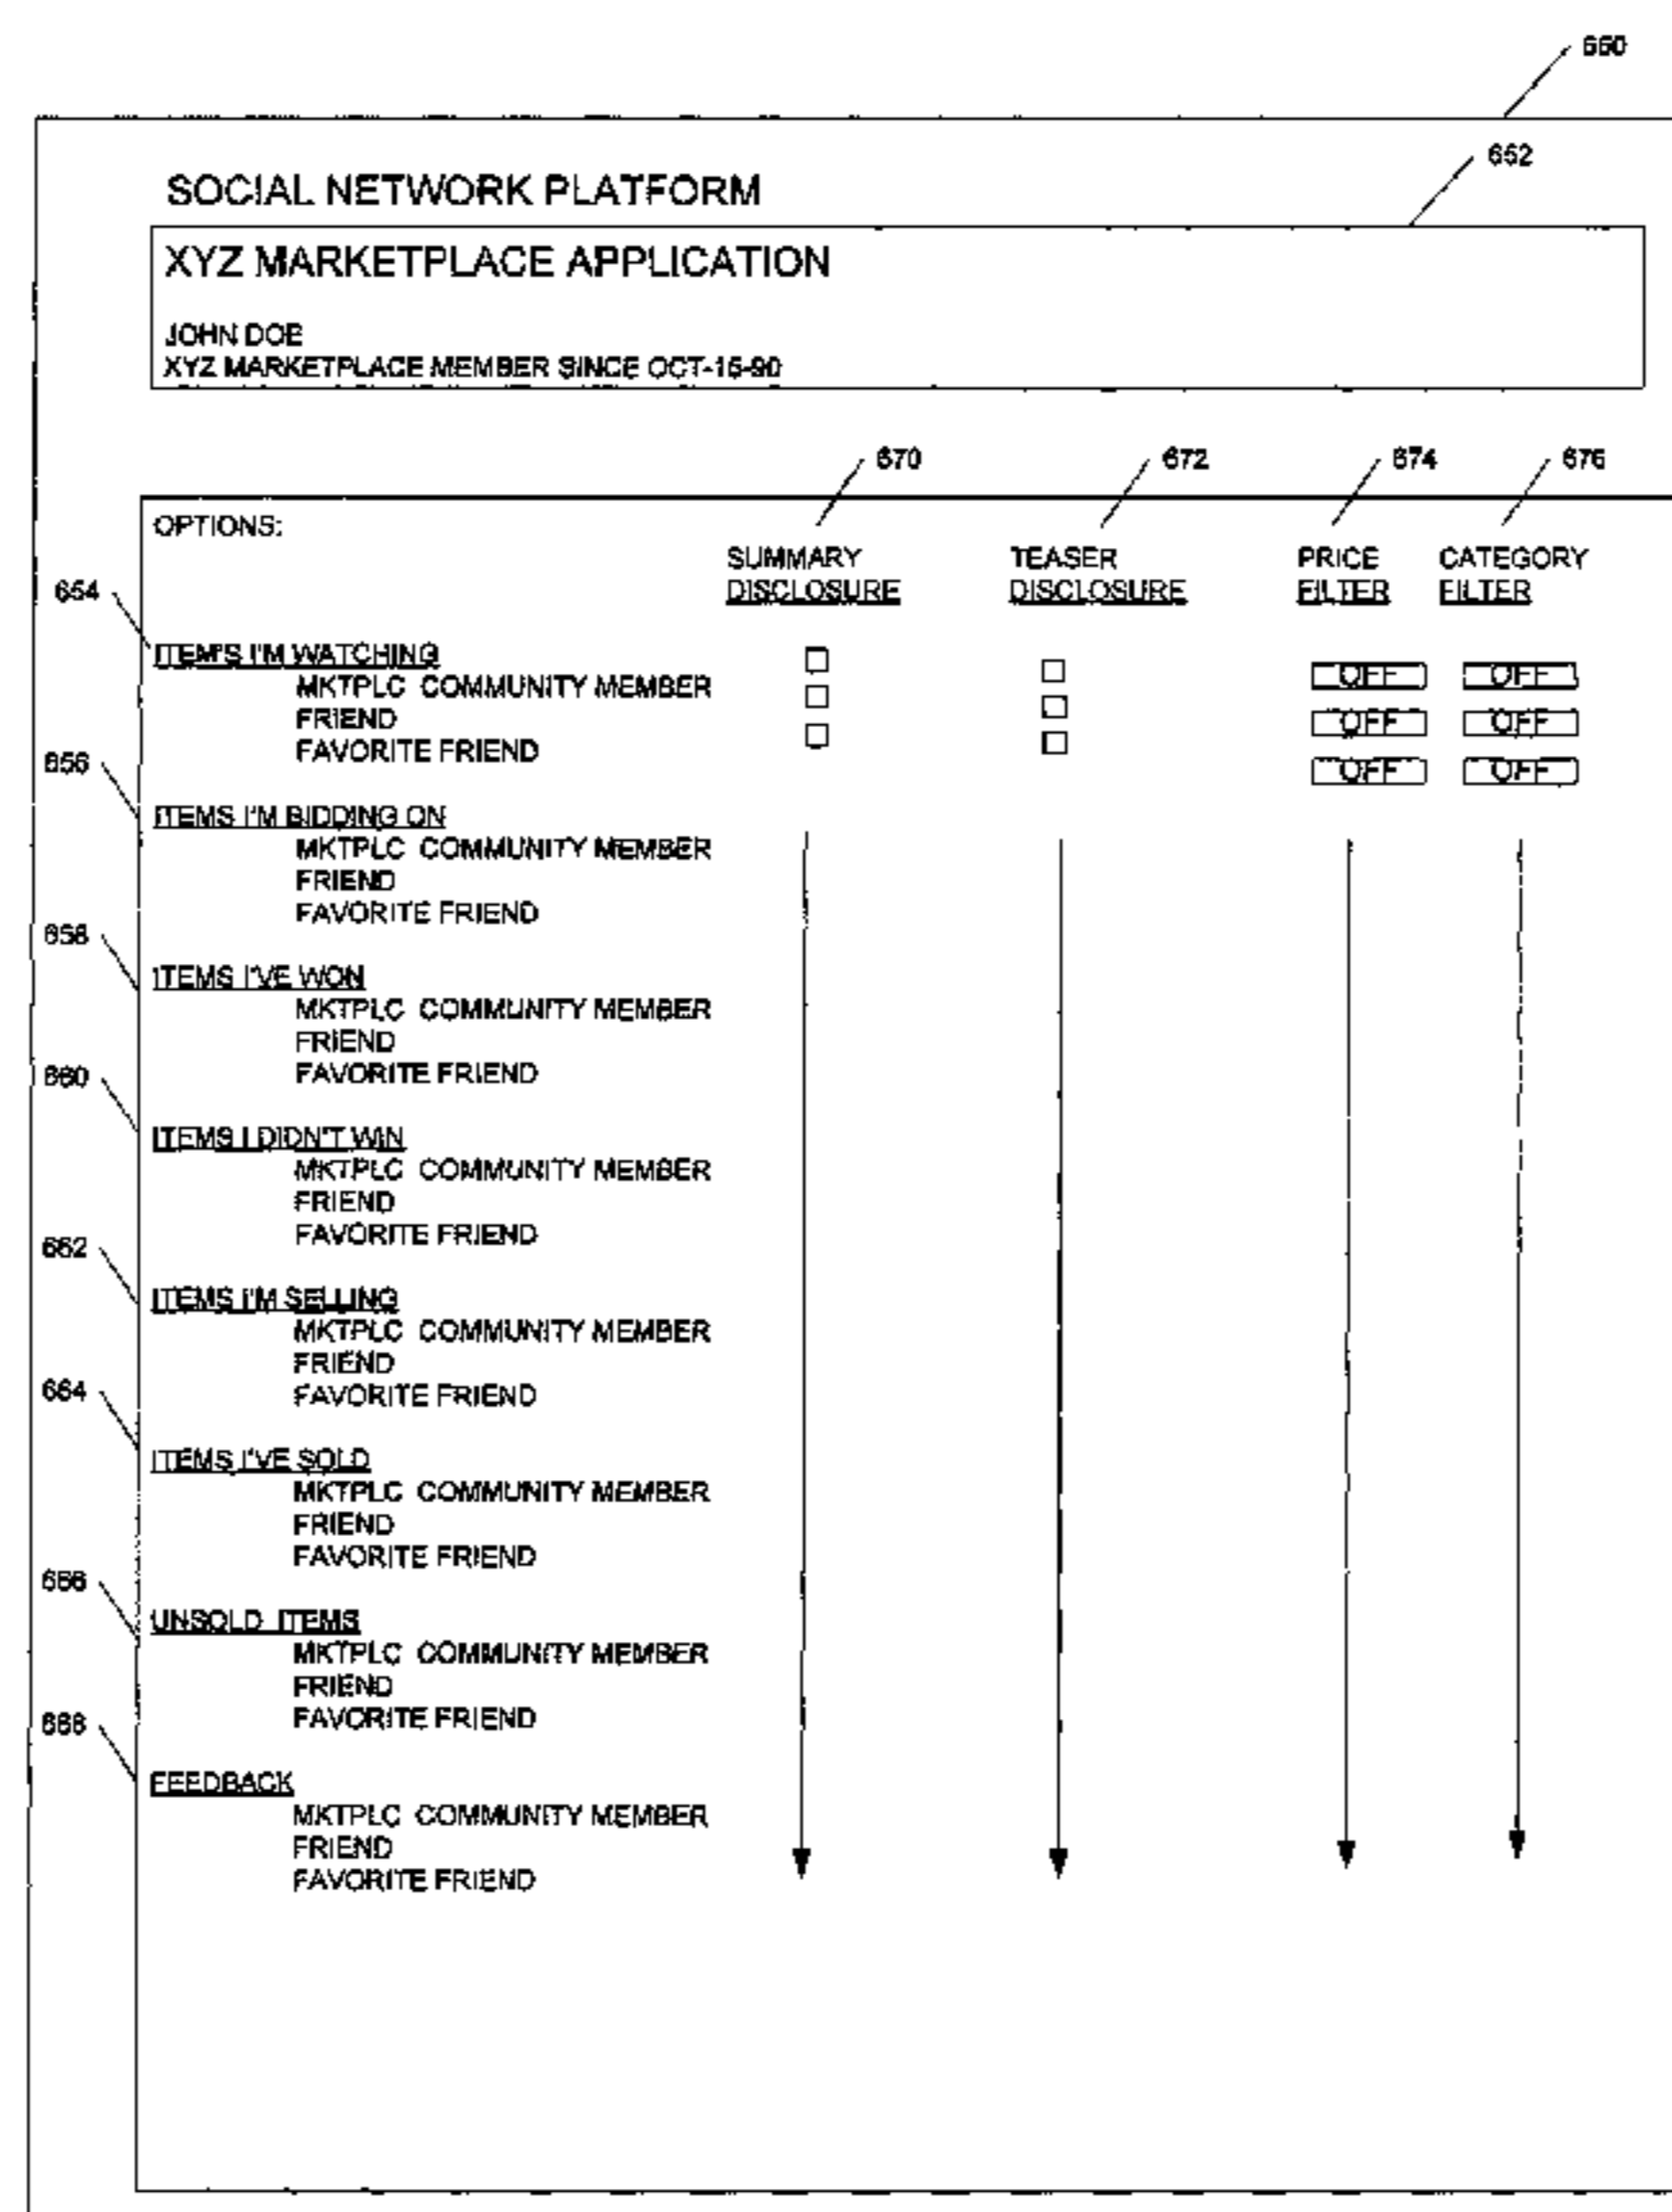 650
652
SOCIAL NETWORK PLATFORM
XYZ MARKETPLACE APPLICATION
JOHN DOE
XYZ MARKETPLACE MEMBER SINCE OCT-15-90
670 672 674 676
OPTIONS:
SUMMARY DISCLOSURE TEASER DISCLOSURE PRICE FILTER CATEGORY FILTER
654
ITEM'S I'M WATCHING
MKTPLC COMMUNITY MEMBER OFF OFF
FRIEND OFF OFF
FAVORITE FRIEND OFF OFF
656
ITEMS I'M BIDDING ON
MKTPLC COMMUNITY MEMBER
FRIEND
FAVORITE FRIEND
658
ITEMS I'VE WON
MKTPLC COMMUNITY MEMBER
FRIEND
FAVORITE FRIEND
660
ITEMS I DIDN'T WIN
MKTPLC COMMUNITY MEMBER
FRIEND
FAVORITE FRIEND
662
ITEMS I'M SELLING
MKTPLC COMMUNITY MEMBER
FRIEND
FAVORITE FRIEND
664
ITEMS I'VE SOLD
MKTPLC COMMUNITY MEMBER
FRIEND
FAVORITE FRIEND
666
UNSOLD ITEMS
MKTPLC COMMUNITY MEMBER
FRIEND
FAVORITE FRIEND
668
FEEDBACK
MKTPLC COMMUNITY MEMBER
FRIEND
FAVORITE FRIEND